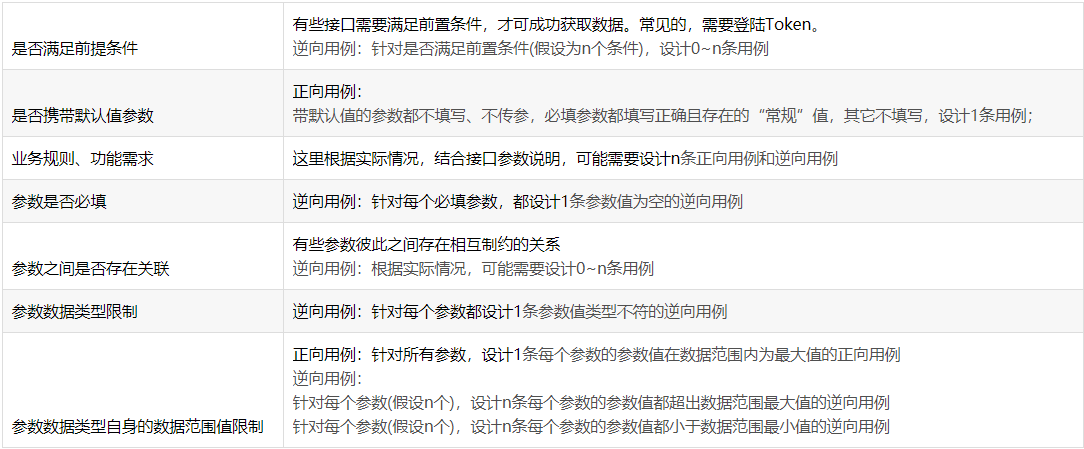 是否满足前提条件
有些接口需要满足前置条件，才可成功获取数据。常见的，需要登陆Token。
逆向用例：针对是否满足前置条件(假设为n个条件)，设计0~n条用例
是否携带默认值参数
正向用例：
带默认值的参数都不填写、不传参，必填参数都填写正确且存在的“常规”值，其它不填写，设计1条用例；
业务规则、功能需求
这里根据实际情况，结合接口参数说明，可能需要设计n条正向用例和逆向用例
参数是否必填
逆向用例：针对每个必填参数，都设计1条参数值为空的逆向用例
参数之间是否存在关联
有些参数彼此之间存在相互制约的关系
逆向用例：根据实际情况，可能需要设计0~n条用例
参数数据类型限制
逆向用例：针对每个参数都设计1条参数值类型不符的逆向用例
参数数据类型自身的数据范围值限制
正向用例：针对所有参数，设计1条每个参数的参数值在数据范围内为最大值的正向用例
逆向用例：
针对每个参数(假设n个)，设计n条每个参数的参数值都超出数据范围最大值的逆向用例
针对每个参数(假设n个)，设计n条每个参数的参数值都小于数据范围最小值的逆向用例